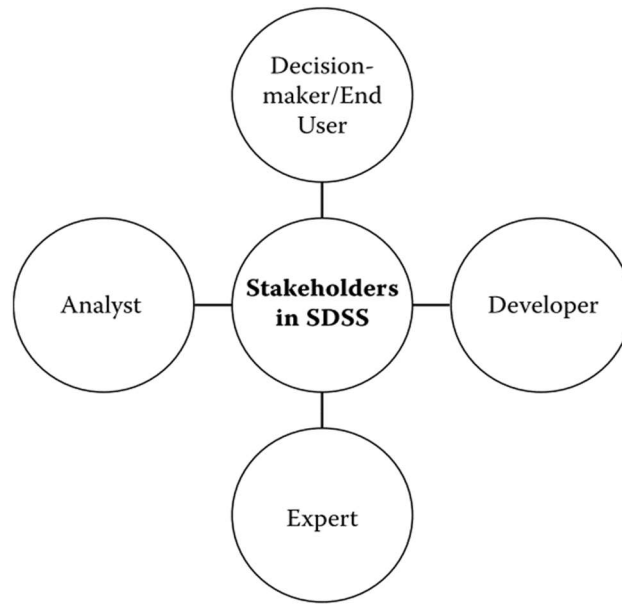 Decision-
maker/End
User
Analyst
Stakeholders
in SDSS
Developer
Expert